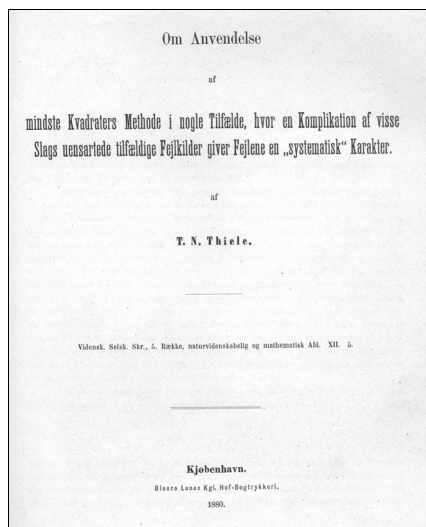 Om Anvendelse
af
mindste Kvadraters Methode i nogle Tilfælde, hvor en Komplikation af visse
Slags uensartede tilfældige Fejlkilder giver Fejlene en „systematisk“ Karakter.
af
T. N. Thiele.
Vidensk. Selsk. Skr., 5. Række, naturvidenskabelig og mathematisk Afd. XII. 5.
Kjøbenhavn.
Bianco Lunos Kgl. Hof-Bogtrykkeri.
1880.